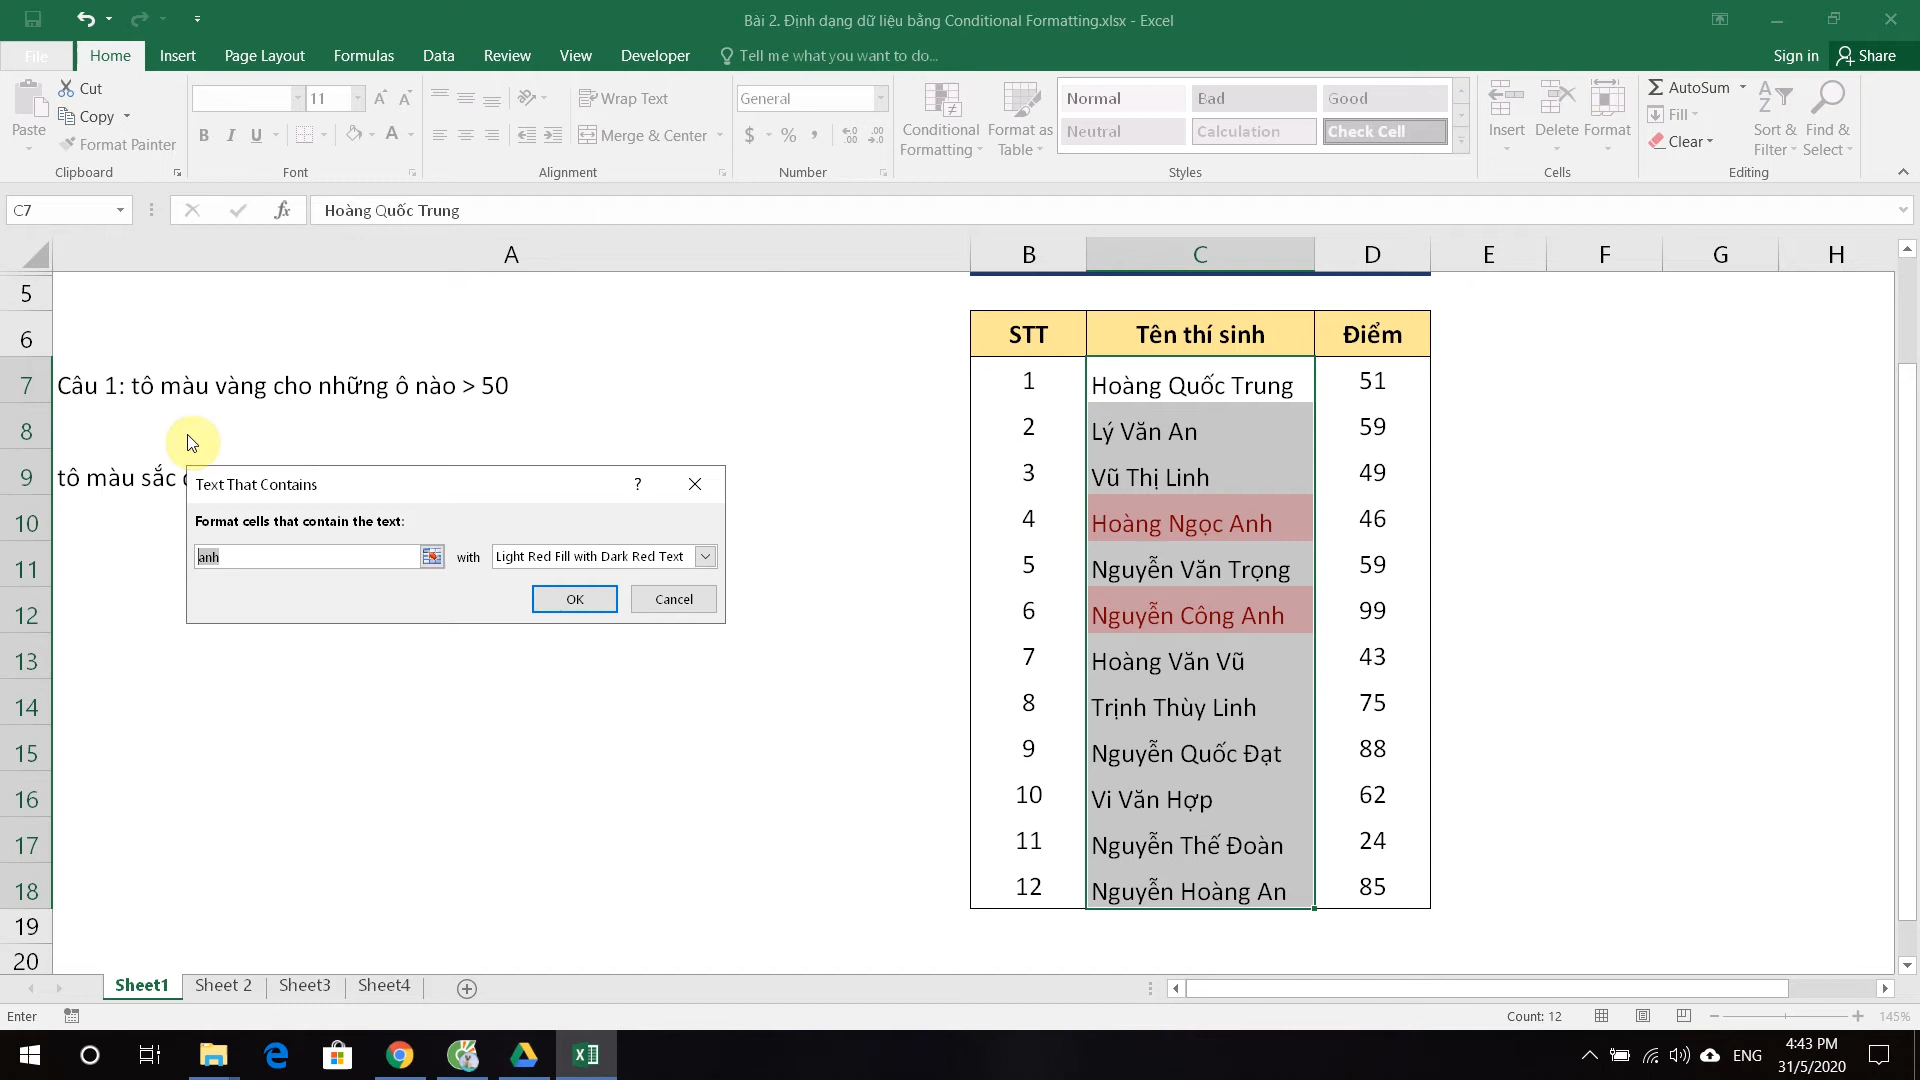 Bài 2. Định dạng dữ liệu bằng Conditional Formatting.xlsx - Excel
File Home Insert Page Layout Formulas Data Review View Developer Tell me what you want to do... Sign in Share
Paste
Cut
Copy
Format Painter
Clipboard
11
B I U A
Font
Wrap Text
Merge & Center
Alignment
General
$ % ,
Number
Conditional Formatting
Format as Table
Normal Bad Good
Neutral Calculation Check Cell
Styles
Insert Delete Format
Cells
AutoSum
Fill
Clear
Sort & Filter
Find & Select
Editing
C7 fx Hoàng Quốc Trung
A B C D E F G H
5
6 STT Tên thí sinh Điểm
7 Câu 1: tô màu vàng cho những ô nào > 50 1 Hoàng Quốc Trung 51
8 2 Lý Văn An 59
9 tô màu sắc 3 Vũ Thị Linh 49
10 4 Hoàng Ngọc Anh 46
11 5 Nguyễn Văn Trọng 59
12 6 Nguyễn Công Anh 99
13 7 Hoàng Văn Vũ 43
14 8 Trịnh Thùy Linh 75
15 9 Nguyễn Quốc Đạt 88
16 10 Vi Văn Hợp 62
17 11 Nguyễn Thế Đoàn 24
18 12 Nguyễn Hoàng An 85
19
20
Text That Contains ?
Format cells that contain the text:
anh with Light Red Fill with Dark Red Text
OK Cancel
Sheet1 Sheet 2 Sheet3 Sheet4
Enter Count: 12 145%
ENG 4:43 PM
31/5/2020